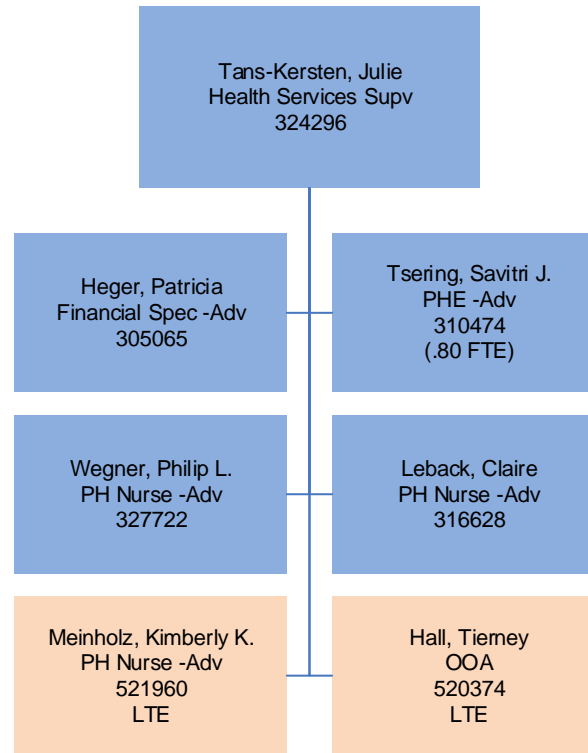 Tans-Kersten, Julie
Health Services Supv
324296
Heger, Patricia
Financial Spec -Adv
305065
Tsering, Savitri J.
PHE -Adv
310474
(.80 FTE)
Wegner, Philip L.
PH Nurse -Adv
327722
Leback, Claire
PH Nurse -Adv
316628
Meinholz, Kimberly K.
PH Nurse -Adv
521960
LTE
Hall, Tierney
OOA
520374
LTE